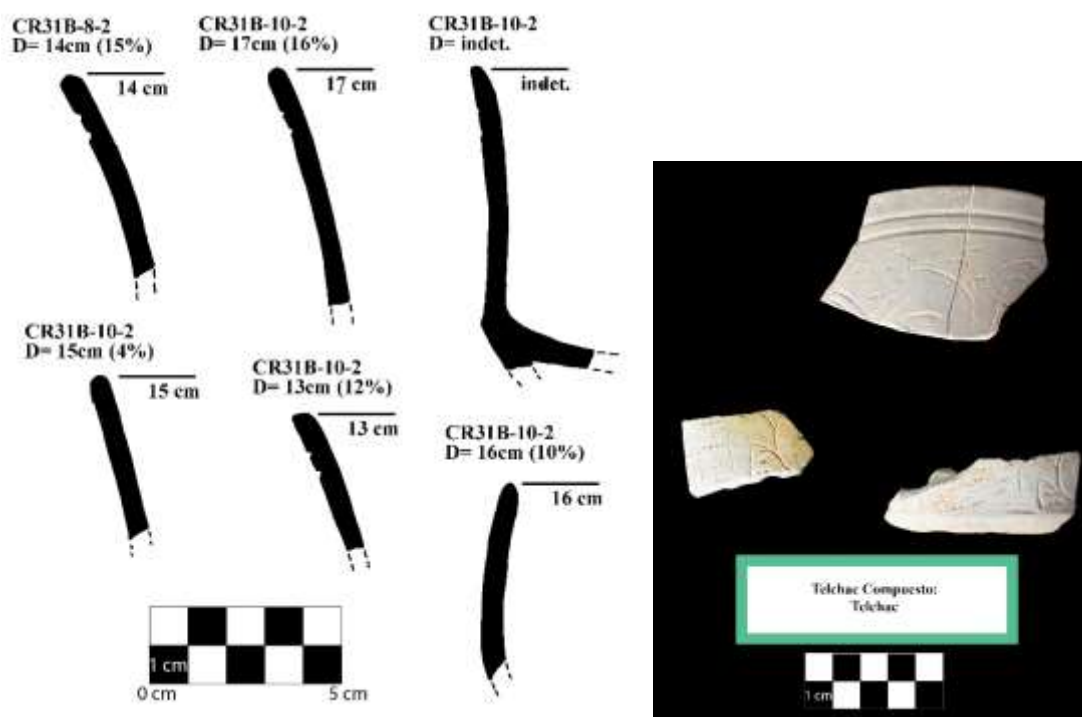 CR31B-8-2
D= 14cm (15%)
14 cm
CR31B-10-2
D= 17cm (16%)
17 cm
CR31B-10-2
D= indet.
indet.
CR31B-10-2
D= 15cm (4%)
15 cm
CR31B-10-2
D= 13cm (12%)
13 cm
CR31B-10-2
D= 16cm (10%)
16 cm
1 cm
0 cm
5 cm
Telchac Compuesto:
Telchac
1 cm